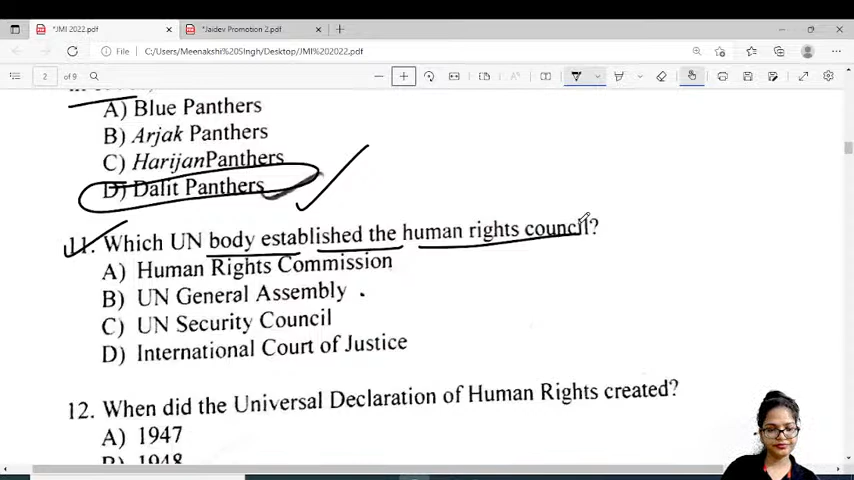 *JMI 2022.pdf
*Jaidev Promotion 2.pdf
File
C:/Users/Meenakshi%20SIngh/Desktop/JMI%202022.pdf
2 of 9
A) Blue Panthers
B) Arjak Panthers
C) HarijanPanthers
D) Dalit Panthers
11. Which UN body established the human rights council?
A) Human Rights Commission
B) UN General Assembly
C) UN Security Council
D) International Court of Justice
12. When did the Universal Declaration of Human Rights created?
A) 1947
B) 1948